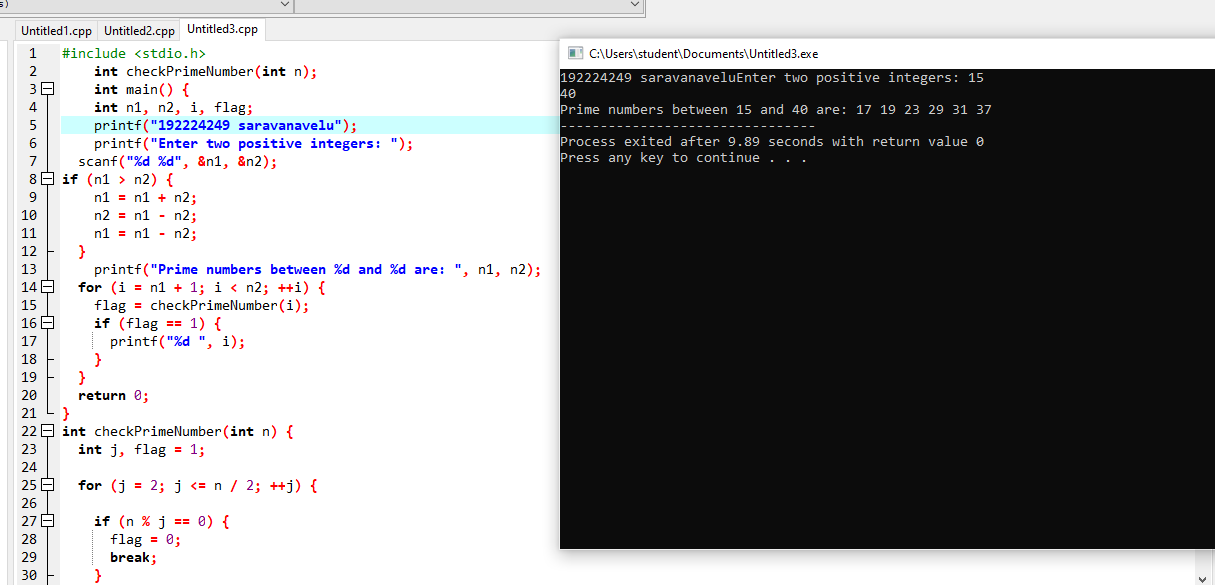 s)
Untitled1.cpp Untitled2.cpp Untitled3.cpp
1 #include <stdio.h>
2 int checkPrimeNumber(int n);
3 int main() {
4 int n1, n2, i, flag;
5 printf("192224249 saravanavelu");
6 printf("Enter two positive integers: ");
7 scanf("%d %d", &n1, &n2);
8 if (n1 > n2) {
9 n1 = n1 + n2;
10 n2 = n1 - n2;
11 n1 = n1 - n2;
12 }
13 printf("Prime numbers between %d and %d are: ", n1, n2);
14 for (i = n1 + 1; i < n2; ++i) {
15 flag = checkPrimeNumber(i);
16 if (flag == 1) {
17 printf("%d ", i);
18 }
19 }
20 return 0;
21 }
22 int checkPrimeNumber(int n) {
23 int j, flag = 1;
24
25 for (j = 2; j <= n / 2; ++j) {
26
27 if (n % j == 0) {
28 flag = 0;
29 break;
30 }
C:\Users\student\Documents\Untitled3.exe
192224249 saravanaveluEnter two positive integers: 15
40
Prime numbers between 15 and 40 are: 17 19 23 29 31 37
--------------------------------
Process exited after 9.89 seconds with return value 0
Press any key to continue . . .